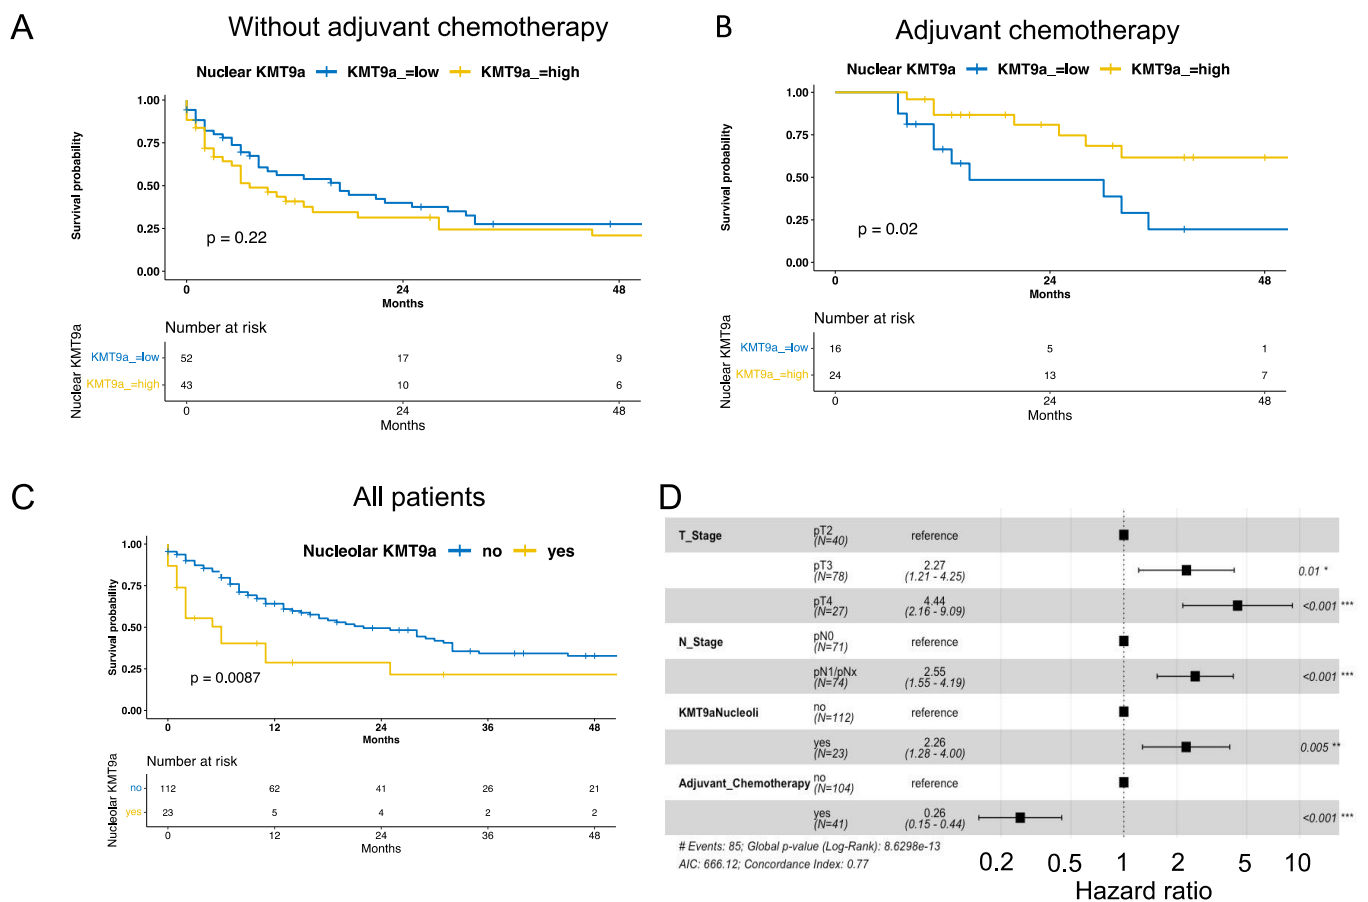 A
Without adjuvant chemotherapy
Nuclear KMT9a KMT9a_=low KMT9a_=high
Survival probability
1.00
0.75
0.50
0.25
0.00
p = 0.22
0 24 48
Months
Number at risk
Nuclear KMT9a
KMT9a_=low 52 17 9
KMT9a_=high 43 10 6
0 24 48
Months
B
Adjuvant chemotherapy
Nuclear KMT9a KMT9a_=low KMT9a_=high
Survival probability
1.00
0.75
0.50
0.25
0.00
p = 0.02
0 24 48
Months
Number at risk
Nuclear KMT9a
KMT9a_=low 16 5 1
KMT9a_=high 24 13 7
0 24 48
Months
C
All patients
Nucleolar KMT9a no yes
Survival probability
1.00
0.75
0.50
0.25
0.00
p = 0.0087
0 12 24 36 48
Months
Number at risk
Nucleolar KMT9a
no 112 62 41 26 21
yes 23 5 4 2 2
0 12 24 36 48
Months
D
T_Stage pT2 reference
(N=40)
pT3 2.27 0.01 *
(N=78) (1.21 - 4.25)
pT4 4.44 <0.001 ***
(N=27) (2.16 - 9.09)
N_Stage pN0 reference
(N=71)
pN1/pNx 2.55 <0.001 ***
(N=74) (1.55 - 4.19)
KMT9aNucleoli no reference
(N=112)
yes 2.26 0.005 **
(N=23) (1.28 - 4.00)
Adjuvant_Chemotherapy no reference
(N=104)
yes 0.26 <0.001 ***
(N=41) (0.15 - 0.44)
# Events: 85; Global p-value (Log-Rank): 8.6298e-13
AIC: 666.12; Concordance Index: 0.77
0.2 0.5 1 2 5 10
Hazard ratio